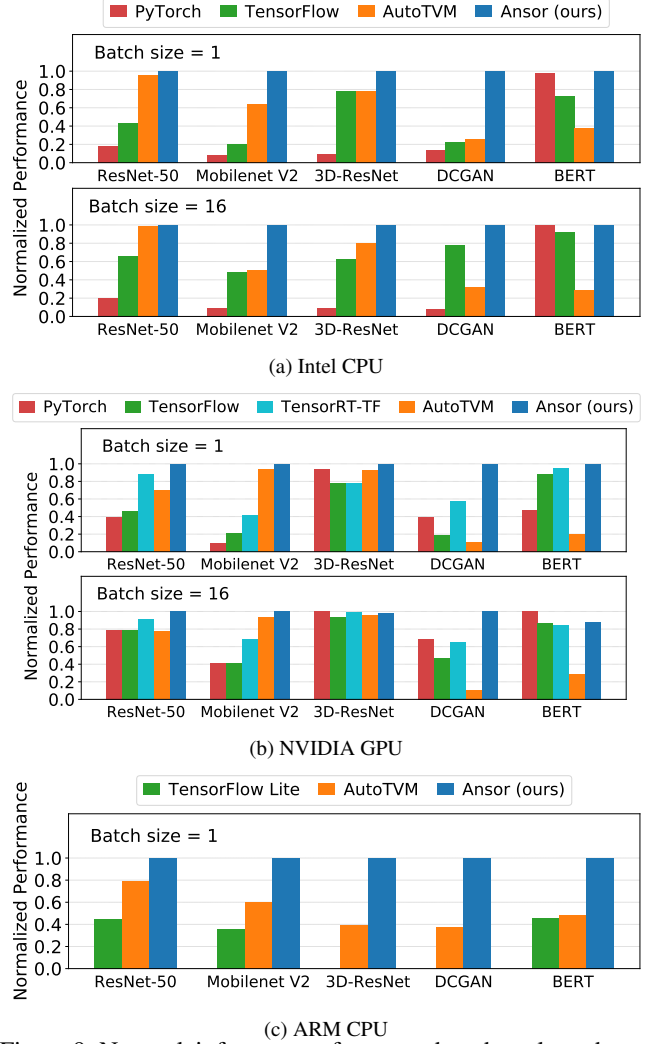 PyTorch TensorFlow AutoTVM Ansor (ours)
Batch size = 1
1.0
0.8
0.6
0.4
0.2
0.0
ResNet-50 Mobilenet V2 3D-ResNet DCGAN BERT
Normalized Performance
Batch size = 16
1.0
0.8
0.6
0.4
0.2
0.0
ResNet-50 Mobilenet V2 3D-ResNet DCGAN BERT
(a) Intel CPU
PyTorch TensorFlow TensorRT-TF AutoTVM Ansor (ours)
Batch size = 1
1.0
0.8
0.6
0.4
0.2
0.0
ResNet-50 Mobilenet V2 3D-ResNet DCGAN BERT
Normalized Performance
Batch size = 16
1.0
0.8
0.6
0.4
0.2
0.0
ResNet-50 Mobilenet V2 3D-ResNet DCGAN BERT
(b) NVIDIA GPU
TensorFlow Lite AutoTVM Ansor (ours)
Normalized Performance
Batch size = 1
1.0
0.8
0.6
0.4
0.2
0.0
ResNet-50 Mobilenet V2 3D-ResNet DCGAN BERT
(c) ARM CPU